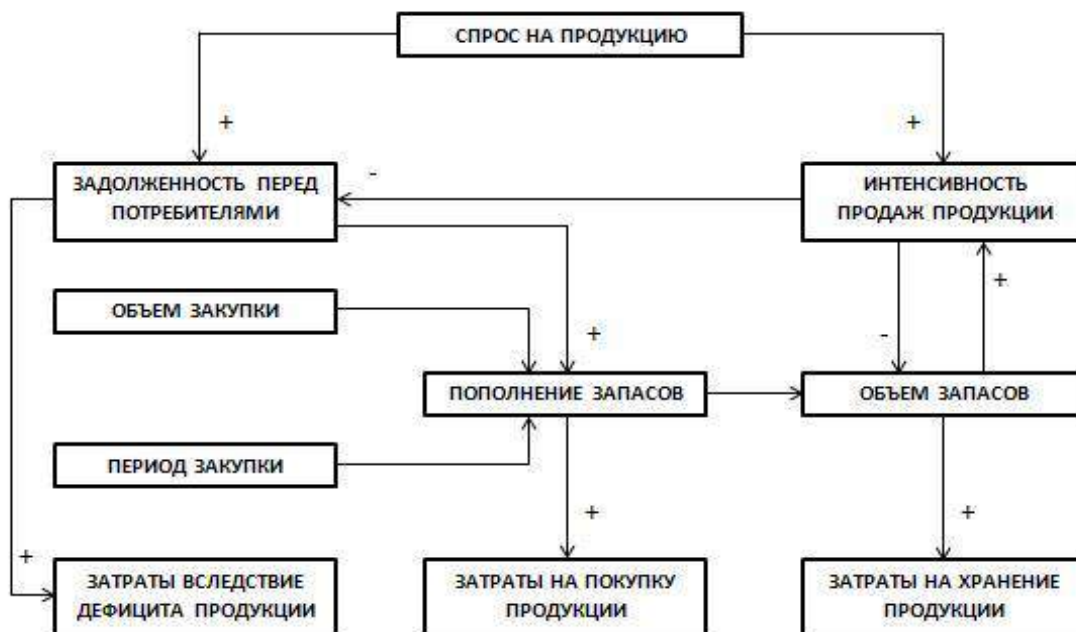 СПРОС НА ПРОДУКЦИЮ
+
+
ЗАДОЛЖЕННОСТЬ ПЕРЕД
ПОТРЕБИТЕЛЯМИ
-
ИНТЕНСИВНОСТЬ
ПРОДАЖ ПРОДУКЦИИ
+
ОБЪЕМ ЗАКУПКИ
+
-
ПОПОЛНЕНИЕ ЗАПАСОВ
ОБЪЕМ ЗАПАСОВ
ПЕРИОД ЗАКУПКИ
+
+
+
ЗАТРАТЫ ВСЛЕДСТВИЕ
ДЕФИЦИТА ПРОДУКЦИИ
ЗАТРАТЫ НА ПОКУПКУ
ПРОДУКЦИИ
ЗАТРАТЫ НА ХРАНЕНИЕ
ПРОДУКЦИИ